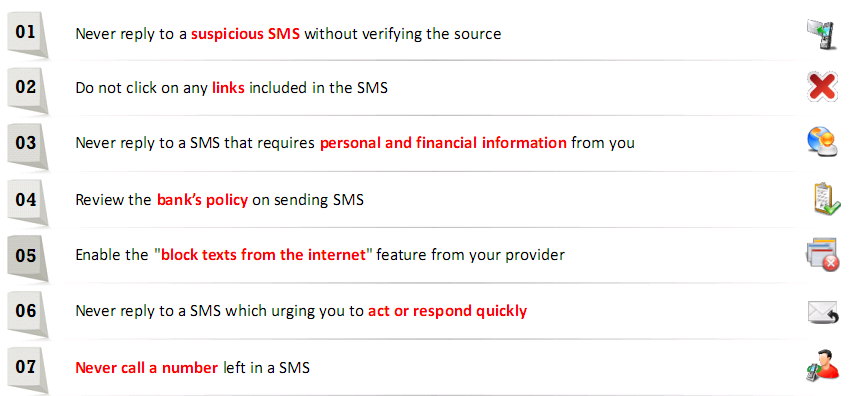 01 Never reply to a suspicious SMS without verifying the source
02 Do not click on any links included in the SMS
03 Never reply to a SMS that requires personal and financial information from you
04 Review the bank’s policy on sending SMS
05 Enable the "block texts from the internet" feature from your provider
06 Never reply to a SMS which urging you to act or respond quickly
07 Never call a number left in a SMS